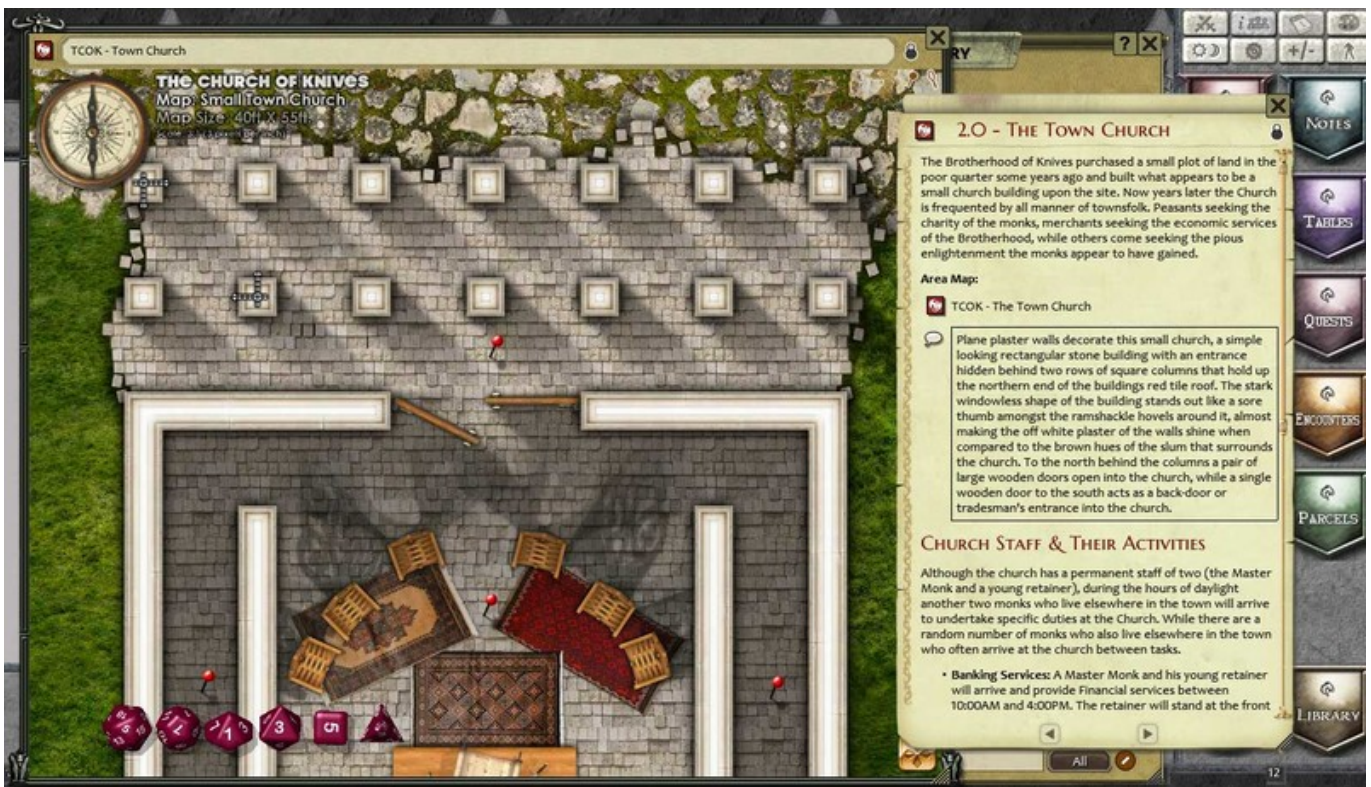 TCOK - Town Church
RY
?
THE CHURCH OF KNIVES
Map: Small Town Church
Map Size: 40ft X 55ft
+/-
NOTES
TABLES
QUESTS
ENCOUNTERS
PARCELS
LIBRARY
2.0 - THE TOWN CHURCH
The Brotherhood of Knives purchased a small plot of land in the
poor quarter some years ago and built what appears to be a
small church building upon the site. Now years later the Church
is frequented by all manner of townsfolk. Peasants seeking the
charity of the monks, merchants seeking the economic services
of the Brotherhood, while others come seeking the pious
enlightenment the monks appear to have gained.
Area Map:
TCOK - The Town Church
Plane plaster walls decorate this small church, a simple
looking rectangular stone building with an entrance
hidden behind two rows of square columns that hold up
the northern end of the buildings red tile roof. The stark
windowless shape of the building stands out like a sore
thumb amongst the ramshackle hovels around it, almost
making the off white plaster of the walls shine when
compared to the brown hues of the slum that surrounds
the church. To the north behind the columns a pair of
large wooden doors open into the church, while a single
wooden door to the south acts as a back-door or
tradesman's entrance into the church.
CHURCH STAFF & THEIR ACTIVITIES
Although the church has a permanent staff of two (the Master
Monk and a young retainer), during the hours of daylight
another two monks who live elsewhere in the town will arrive
to undertake specific duties at the Church. While there are a
random number of monks who also live elsewhere in the town
who often arrive at the church between tasks.
• Banking Services: A Master Monk and his young retainer
will arrive and provide Financial services between
10:00AM and 4:00PM. The retainer will stand at the front
All
12
7
1
3
5